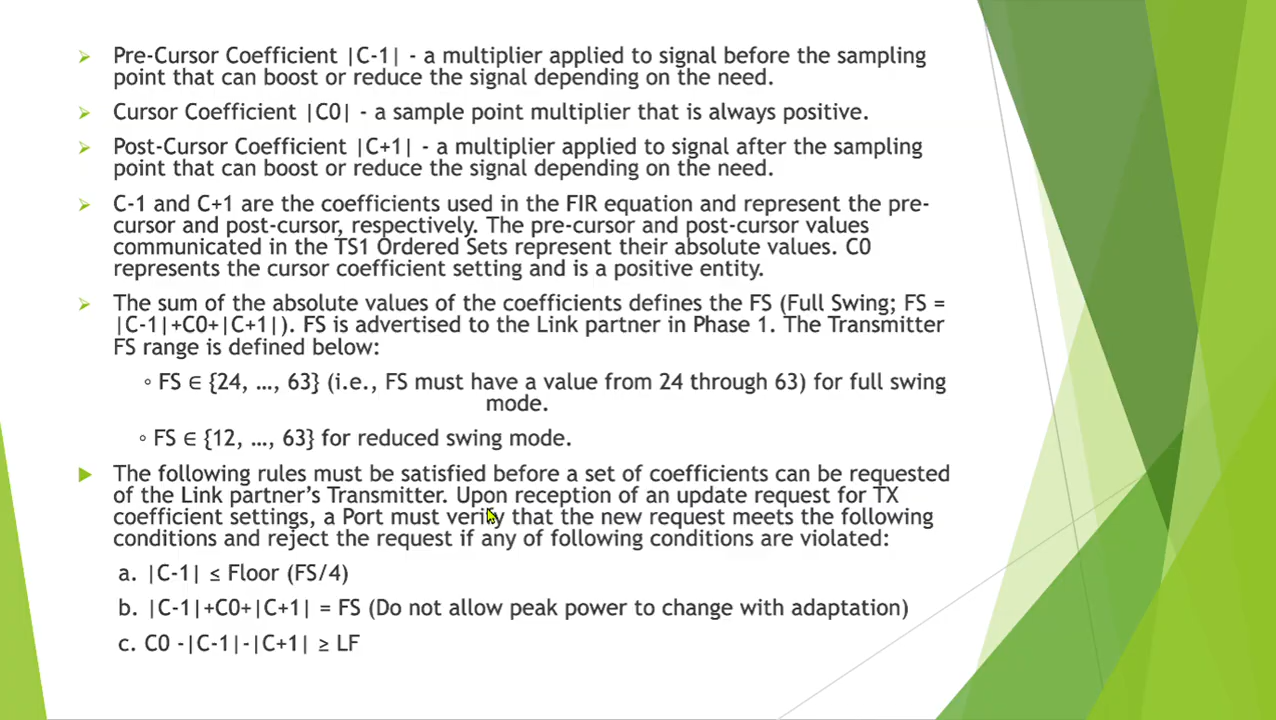 Pre-Cursor Coefficient |C-1| - a multiplier applied to signal before the sampling
point that can boost or reduce the signal depending on the need.
Cursor Coefficient |C0| - a sample point multiplier that is always positive.
Post-Cursor Coefficient |C+1| - a multiplier applied to signal after the sampling
point that can boost or reduce the signal depending on the need.
C-1 and C+1 are the coefficients used in the FIR equation and represent the pre-
cursor and post-cursor, respectively. The pre-cursor and post-cursor values
communicated in the TS1 Ordered Sets represent their absolute values. C0
represents the cursor coefficient setting and is a positive entity.
The sum of the absolute values of the coefficients defines the FS (Full Swing; FS =
|C-1|+C0+|C+1|). FS is advertised to the Link partner in Phase 1. The Transmitter
FS range is defined below:
◦ FS ∈ {24, …, 63} (i.e., FS must have a value from 24 through 63) for full swing
mode.
◦ FS ∈ {12, …, 63} for reduced swing mode.
The following rules must be satisfied before a set of coefficients can be requested
of the Link partner’s Transmitter. Upon reception of an update request for TX
coefficient settings, a Port must verify that the new request meets the following
conditions and reject the request if any of following conditions are violated:
a. |C-1| ≤ Floor (FS/4)
b. |C-1|+C0+|C+1| = FS (Do not allow peak power to change with adaptation)
c. C0 -|C-1|-|C+1| ≥ LF